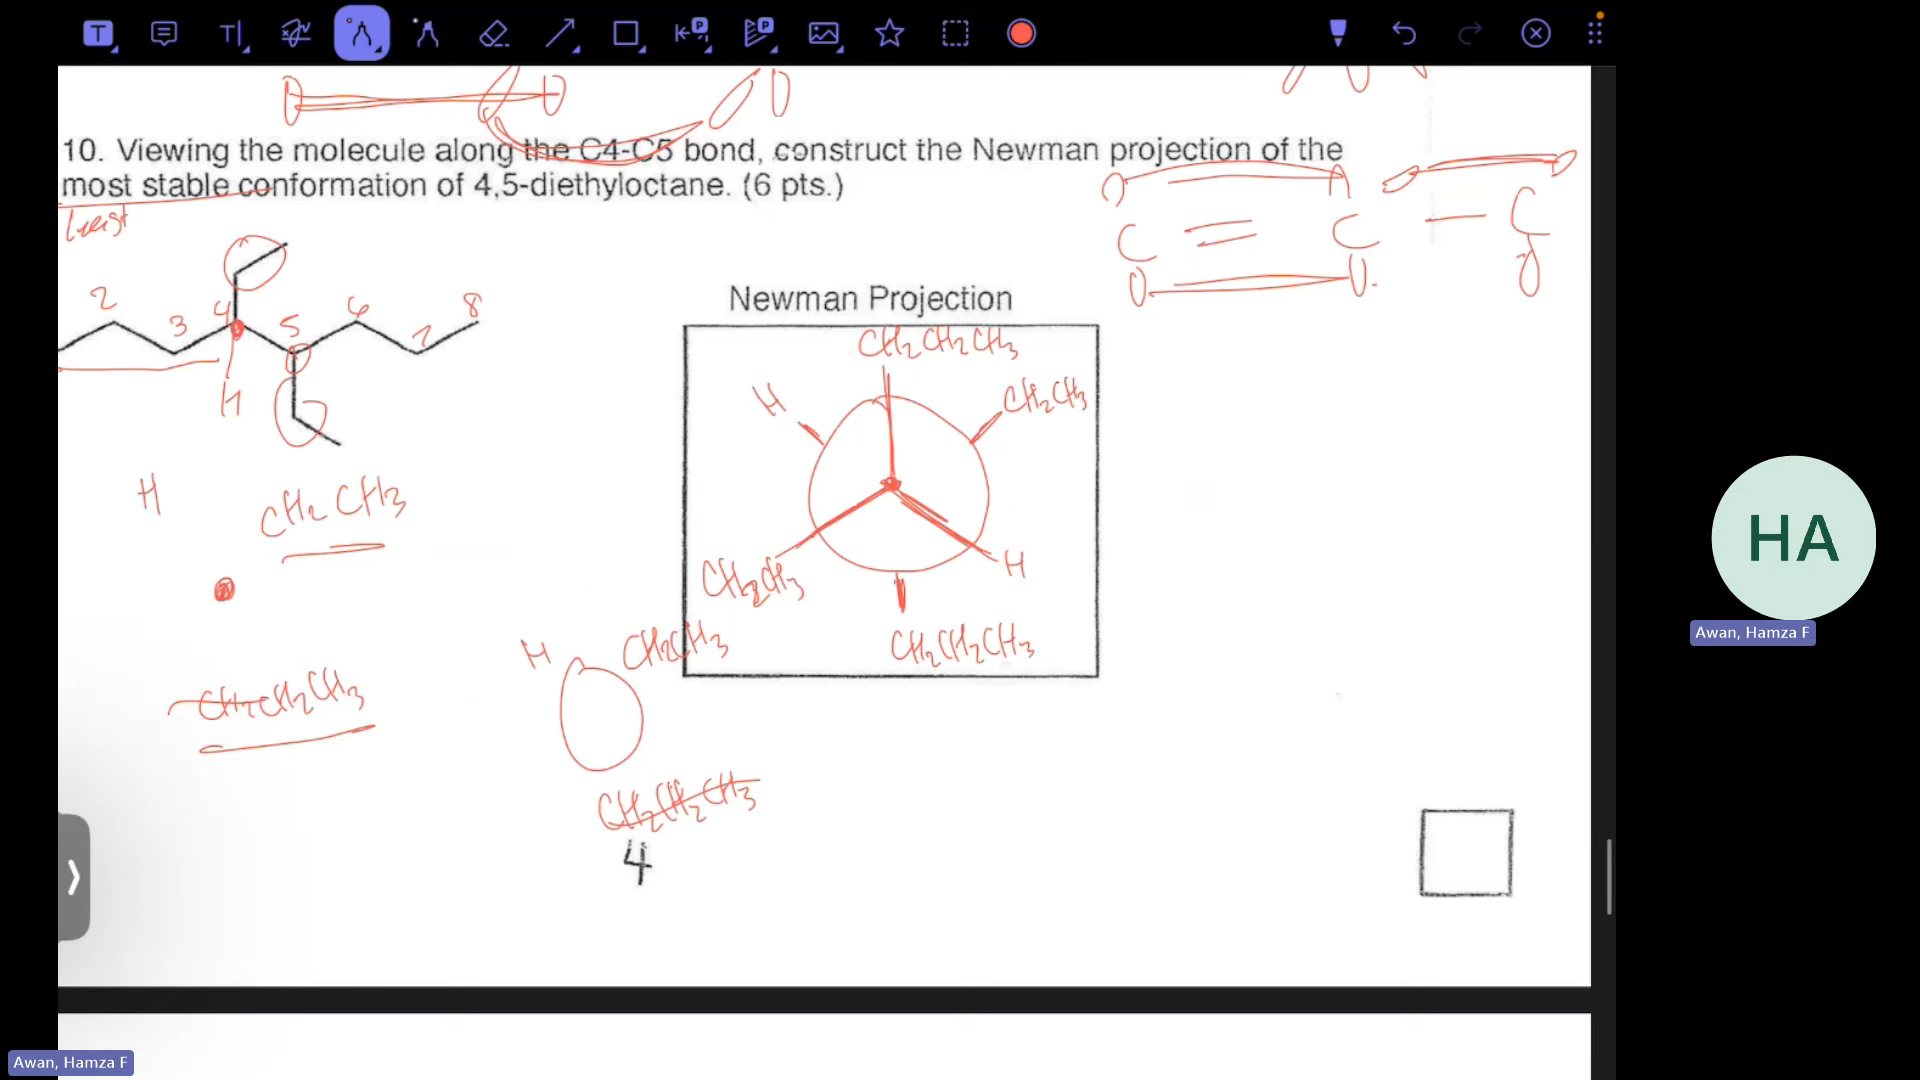 10. Viewing the molecule along the C4-C5 bond, construct the Newman projection of the
most stable conformation of 4,5-diethyloctane. (6 pts.)
least
C = C - C
2 3 4 5 6 7 8
H
Newman Projection
CH2CH2CH3
H
CH2CH3
H
CH2CH3
CH2CH3
H
CH2CH2CH3
H
CH2CH3
CH2CH2CH3
CH2CH2CH3
4
HA
Awan, Hamza F
Awan, Hamza F